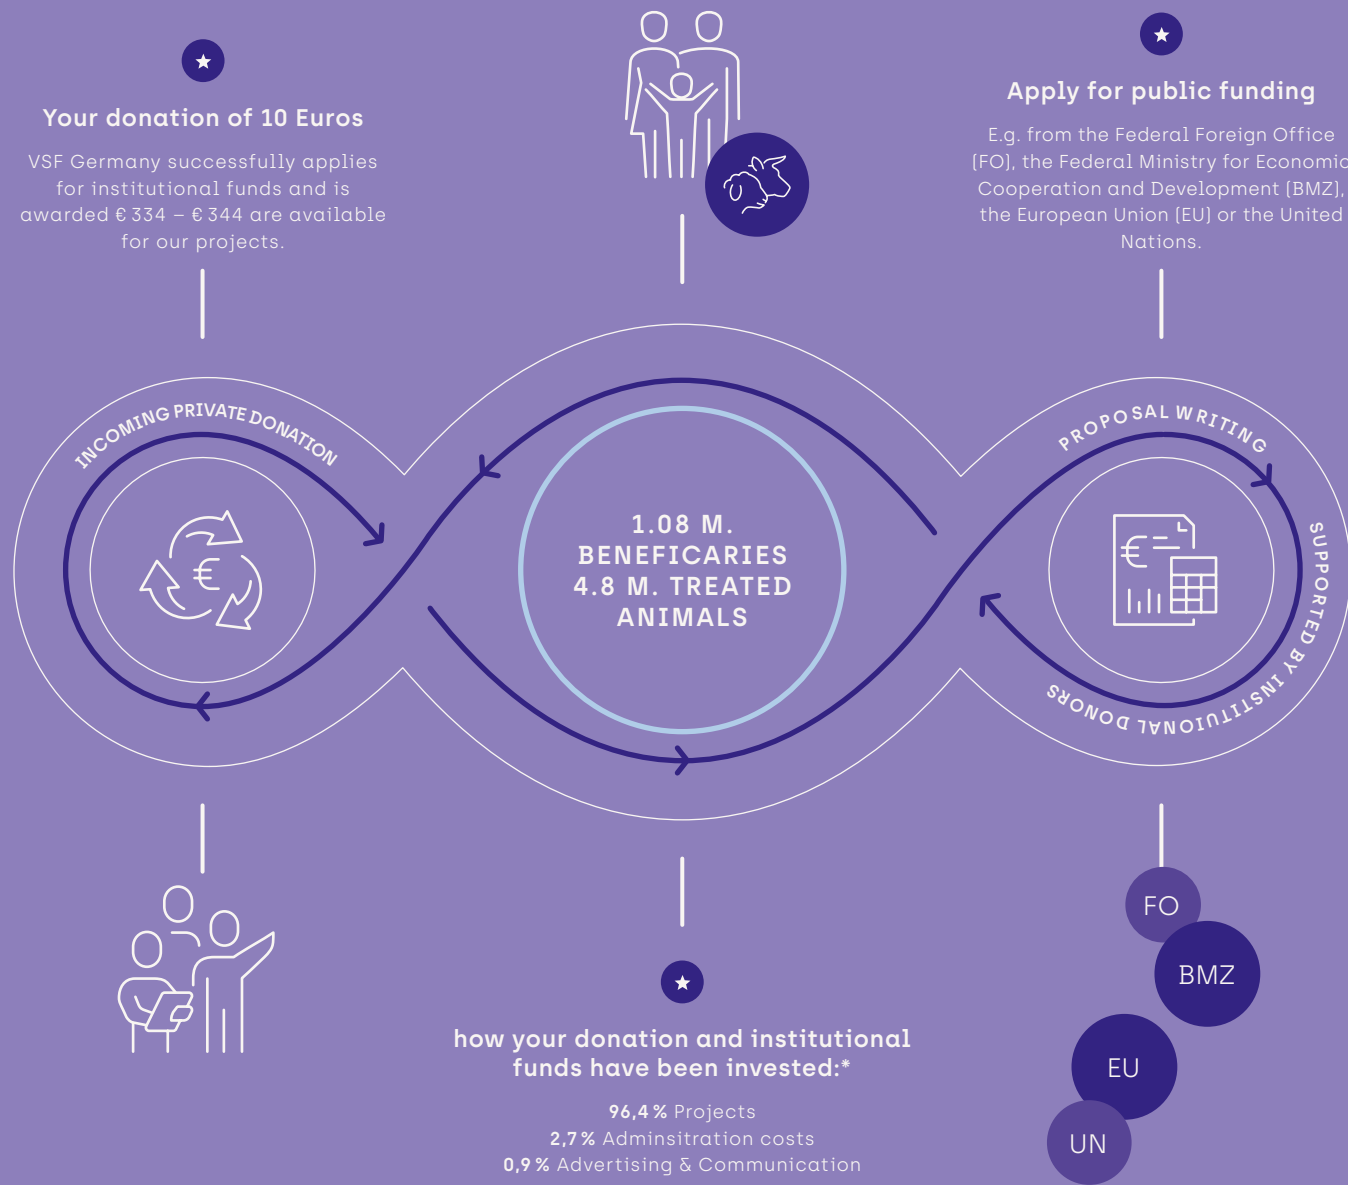 Your donation of 10 Euros
VSF Germany successfully applies
for institutional funds and is
awarded € 334 – € 344 are available
for our projects.
Apply for public funding
E.g. from the Federal Foreign Office
(FO), the Federal Ministry for Economic
Cooperation and Development (BMZ),
the European Union (EU) or the United
Nations.
INCOMING PRIVATE DONATION
€
1.08 M.
BENEFICARIES
4.8 M. TREATED
ANIMALS
PROPOSAL WRITING
€
SUPPORTED BY INSTITUIONAL DONORS
how your donation and institutional
funds have been invested:*
96,4 % Projects
2,7 % Adminsitration costs
0,9 % Advertising & Communication
FO
BMZ
EU
UN